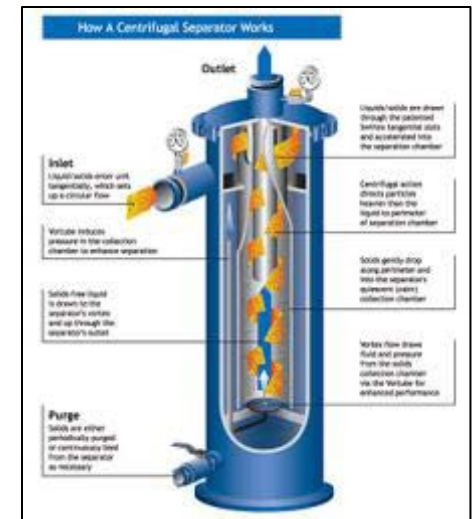 How A Centrifugal Separator Works
Outlet
Liquids/solids are drawn
through the patented
Swirlex tangential slots
and accelerated into
the separation chamber
Inlet
Liquid/solids enter unit
tangentially, which sets
up a circular flow
Centrifugal action
directs particles
heavier than the
liquid to perimeter
of separation chamber
Vortube induces
pressure in the collection
chamber to enhance separation
Solids gently drop
along perimeter and
into the separator's
quiescent (calm)
collection chamber
Solids-free liquid
is drawn to the
separator's vortex
and up through the
separator's outlet
Vortex flow draws
fluid and pressure
from the solids
collection chamber
via the Vortube for
enhanced performance
Purge
Solids are either
periodically purged
or continuously bled
from the separator
as necessary